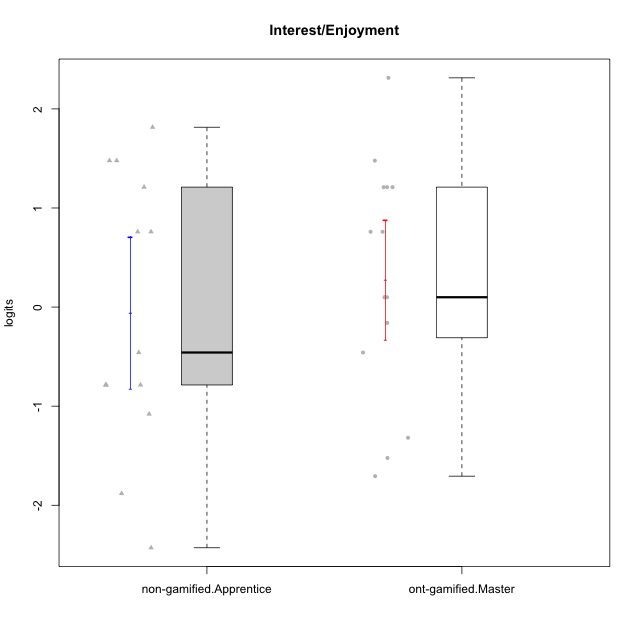 Interest/Enjoyment
logits
2
1
0
-1
-2
non-gamified.Apprentice
ont-gamified.Master